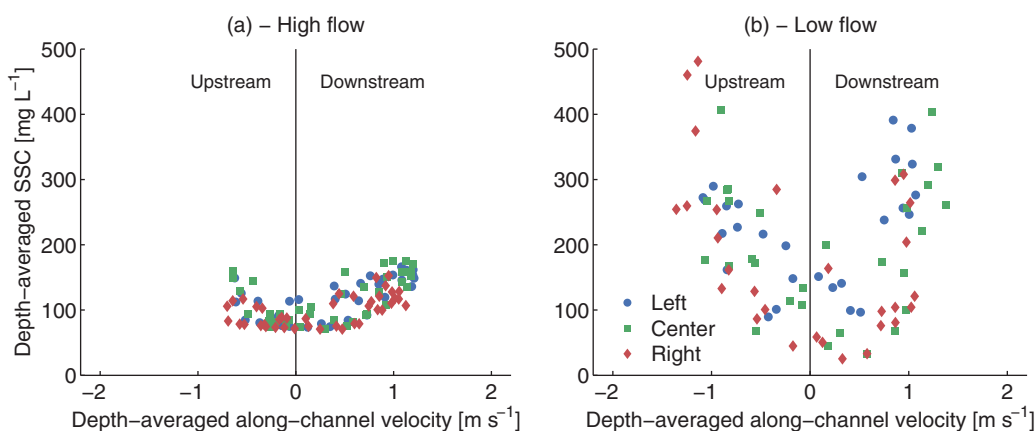 (a) – High flow
Depth–averaged SSC [mg L⁻¹]
500
400
300
200
100
0
Upstream
Downstream
−2
−1
0
1
2
Depth–averaged along–channel velocity [m s⁻¹]
(b) – Low flow
500
400
300
200
100
0
Upstream
Downstream
Left
Center
Right
−2
−1
0
1
2
Depth–averaged along–channel velocity [m s⁻¹]